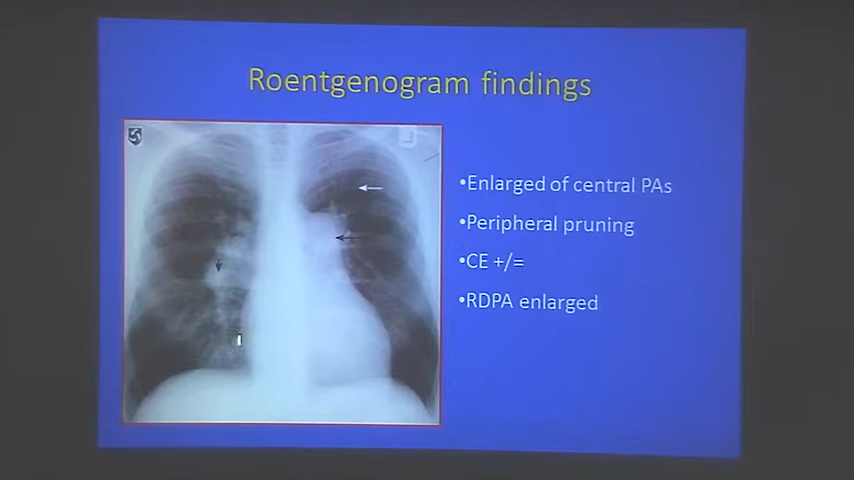 Roentgenogram findings
L
•Enlarged of central PAs
•Peripheral pruning
•CE +/=
•RDPA enlarged